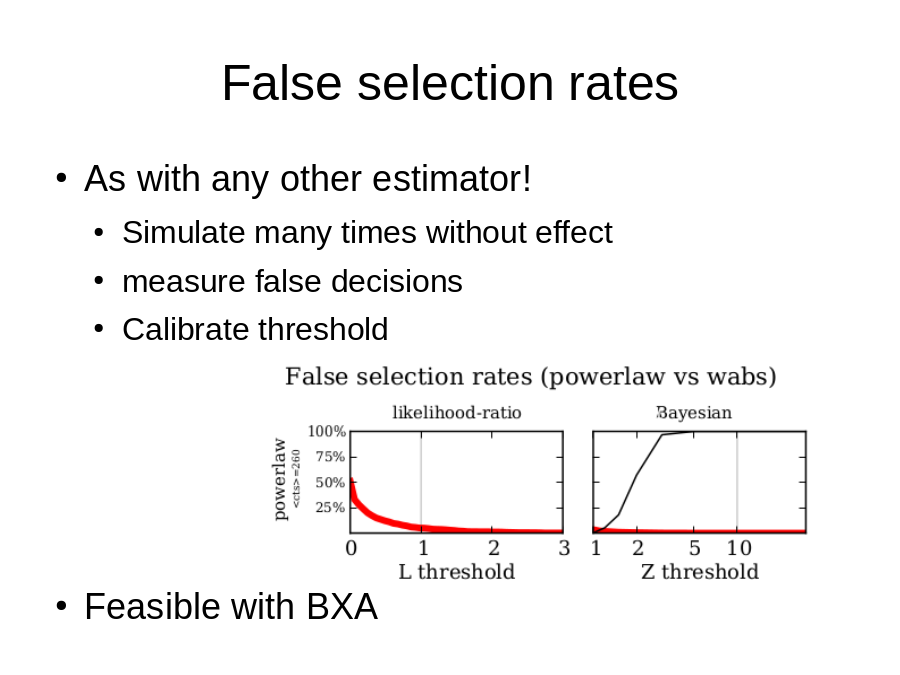 False selection rates
• As with any other estimator!
• Simulate many times without effect
• measure false decisions
• Calibrate threshold
False selection rates (powerlaw vs wabs)
likelihood-ratio
Bayesian
powerlaw
<cts>=260
100%
75%
50%
25%
0 1 2 3
1 2 5 10
L threshold
Z threshold
• Feasible with BXA